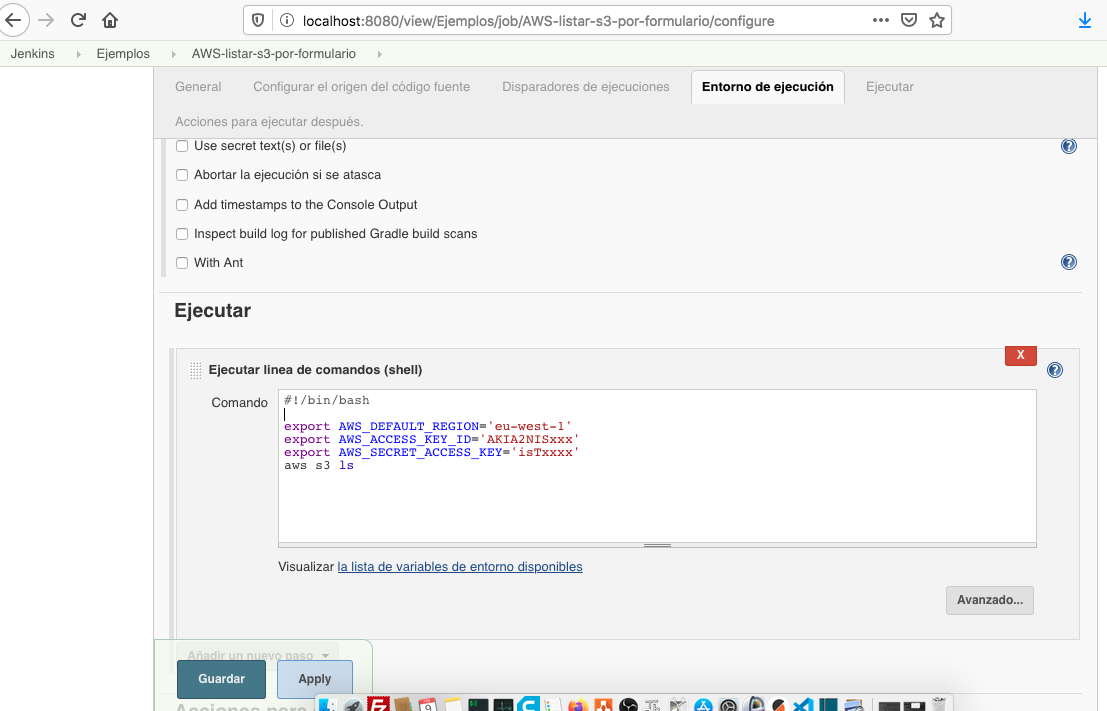 localhost:8080/view/Ejemplos/job/AWS-listar-s3-por-formulario/configure
Jenkins Ejemplos AWS-listar-s3-por-formulario
General Configurar el origen del código fuente Disparadores de ejecuciones Entorno de ejecución Ejecutar
Acciones para ejecutar después.
Use secret text(s) or file(s)
Abortar la ejecución si se atasca
Add timestamps to the Console Output
Inspect build log for published Gradle build scans
With Ant
Ejecutar
X
Ejecutar linea de comandos (shell)
Comando
#!/bin/bash
export AWS_DEFAULT_REGION='eu-west-1'
export AWS_ACCESS_KEY_ID='AKIA2NISxxx'
export AWS_SECRET_ACCESS_KEY='isTxxxx'
aws s3 ls
Visualizar la lista de variables de entorno disponibles
Avanzado...
Añadir un nuevo paso
Guardar Apply
Acciones para